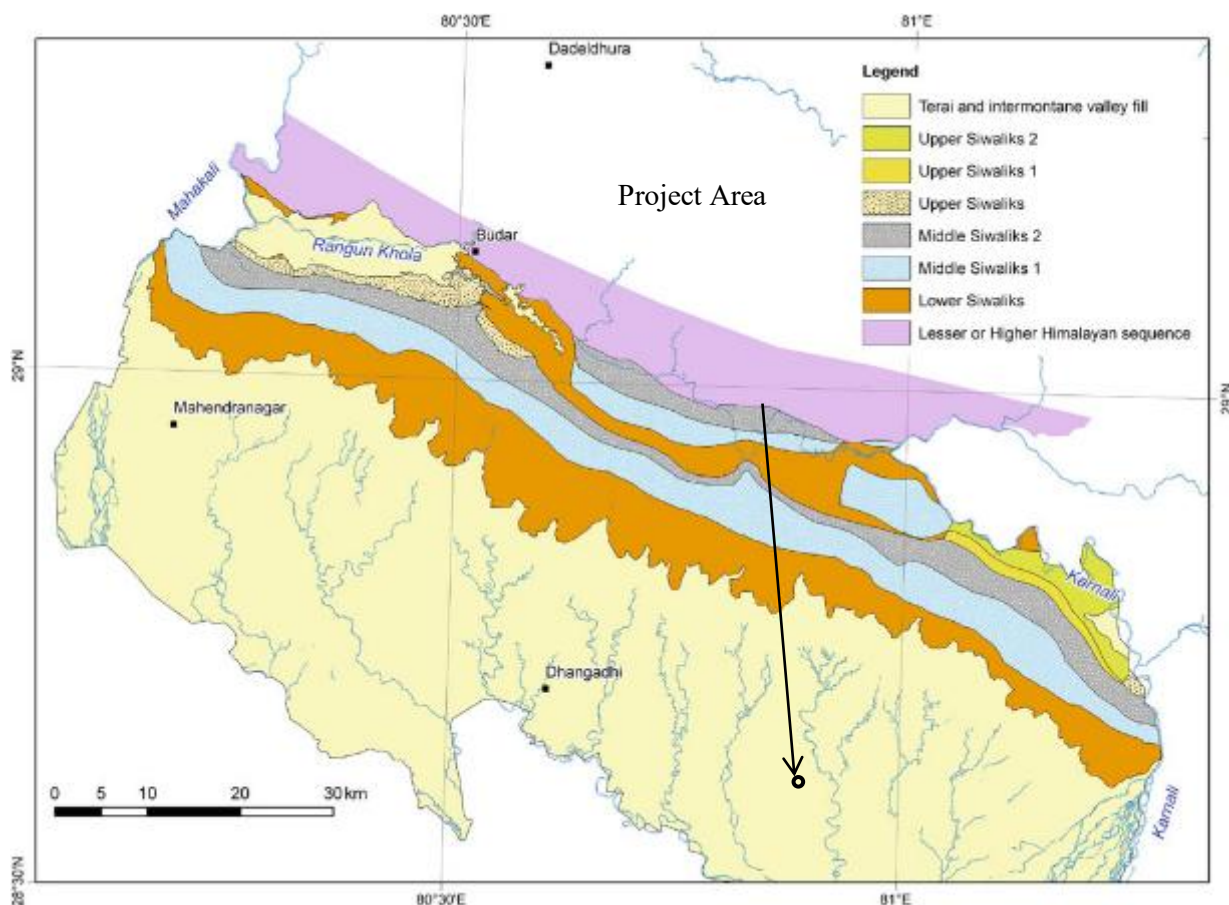 80°30'E
81°E
Dadeldhura
Legend
Terai and intermontane valley fill
Upper Siwaliks 2
Upper Siwaliks 1
Upper Siwaliks
Middle Siwaliks 2
Middle Siwaliks 1
Lower Siwaliks
Lesser or Higher Himalayan sequence
Project Area
Mahakali
Rangun Khola
Budar
29°N
29°N
Mahendranagar
Karnali
Dhangadhi
0 5 10 20 30 km
Karnali
28°30'N
80°30'E
81°E